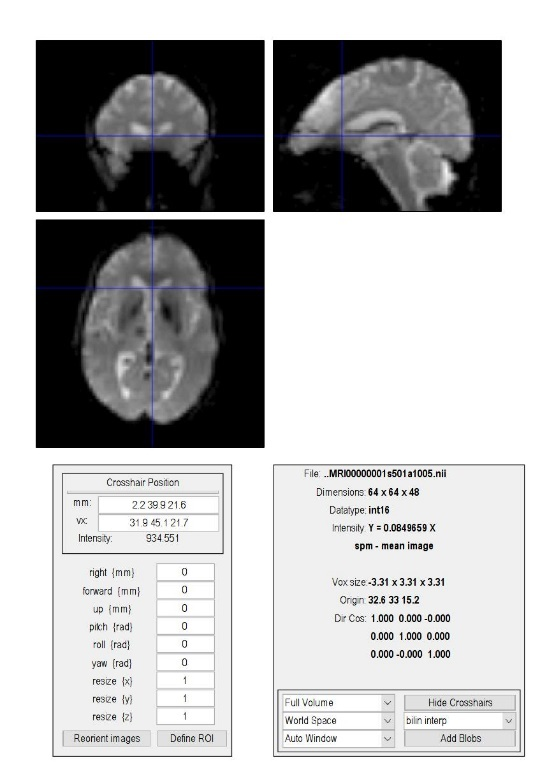 Crosshair Position
mm: 2.2 39.9 21.6
vx: 31.9 45.1 21.7
Intensity: 934.551
right {mm} 0
forward {mm} 0
up {mm} 0
pitch {rad} 0
roll {rad} 0
yaw {rad} 0
resize {x} 1
resize {y} 1
resize {z} 1
Reorient images Define ROI
File: ..MRI00000001s501a1005.nii
Dimensions: 64 x 64 x 48
Datatype: int16
Intensity: Y = 0.0849659 X
spm - mean image
Vox size: -3.31 x 3.31 x 3.31
Origin: 32.6 33 15.2
Dir Cos: 1.000 0.000 -0.000
0.000 1.000 0.000
0.000 -0.000 1.000
Full Volume Hide Crosshairs
World Space bilin interp
Auto Window Add Blobs